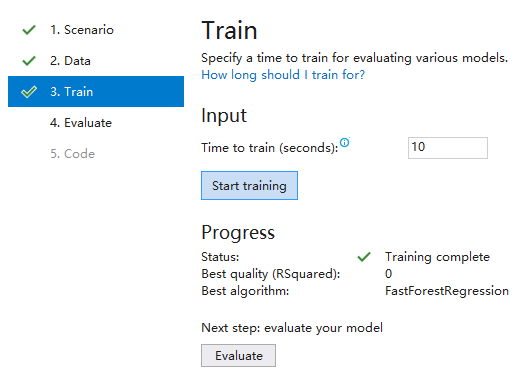 1. Scenario
2. Data
3. Train
4. Evaluate
5. Code
Train
Specify a time to train for evaluating various models.
How long should I train for?
Input
Time to train (seconds): 10
Start training
Progress
Status: Training complete
Best quality (RSquared): 0
Best algorithm: FastForestRegression
Next step: evaluate your model
Evaluate